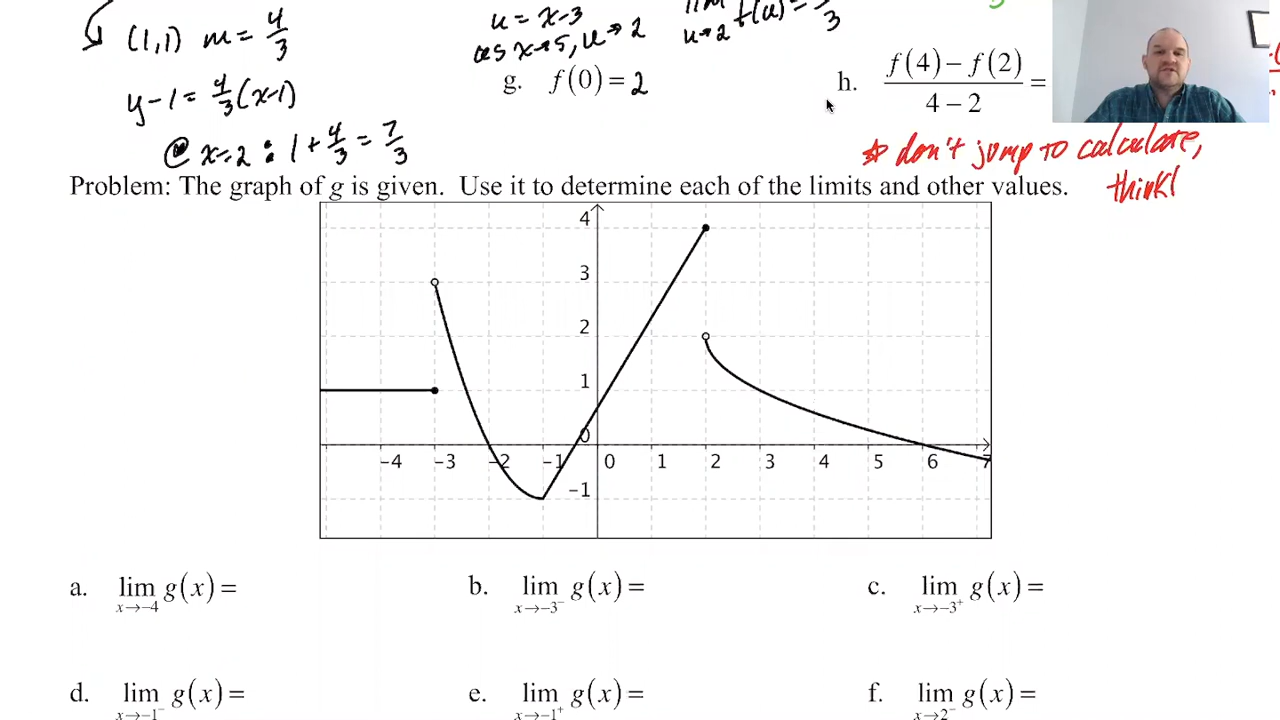 (1,1) m = 4/3
u = x-3
as x→5, u→2
lim u→2 f(u) = /3
y-1 = 4/3 (x-1)
g. f(0) = 2
h. f(4) − f(2) / 4 − 2 =
@ x=2 : 1 + 4/3 = 7/3
* don't jump to calculate,
think!
Problem: The graph of g is given. Use it to determine each of the limits and other values.
4
3
2
1
0
-4 -3 -2 -1 0 1 2 3 4 5 6 7
-1
a. lim x→-4 g(x) =
b. lim x→-3⁻ g(x) =
c. lim x→-3⁺ g(x) =
d. lim x→-1⁻ g(x) =
e. lim x→-1⁺ g(x) =
f. lim x→2⁻ g(x) =